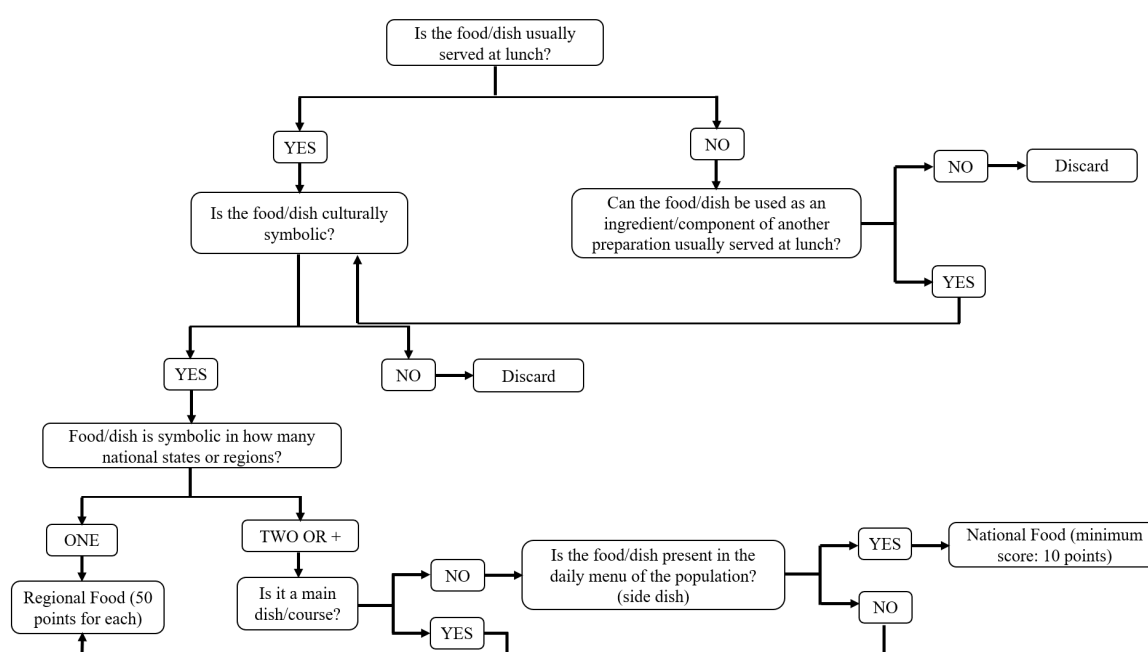 Is the food/dish usually
served at lunch?
YES
NO
Is the food/dish culturally
symbolic?
Can the food/dish be used as an
ingredient/component of another
preparation usually served at lunch?
NO
Discard
YES
YES
NO
Discard
Food/dish is symbolic in how many
national states or regions?
ONE
TWO OR +
Regional Food (50
points for each)
Is it a main
dish/course?
NO
YES
Is the food/dish present in the
daily menu of the population?
(side dish)
YES
National Food (minimum
score: 10 points)
NO